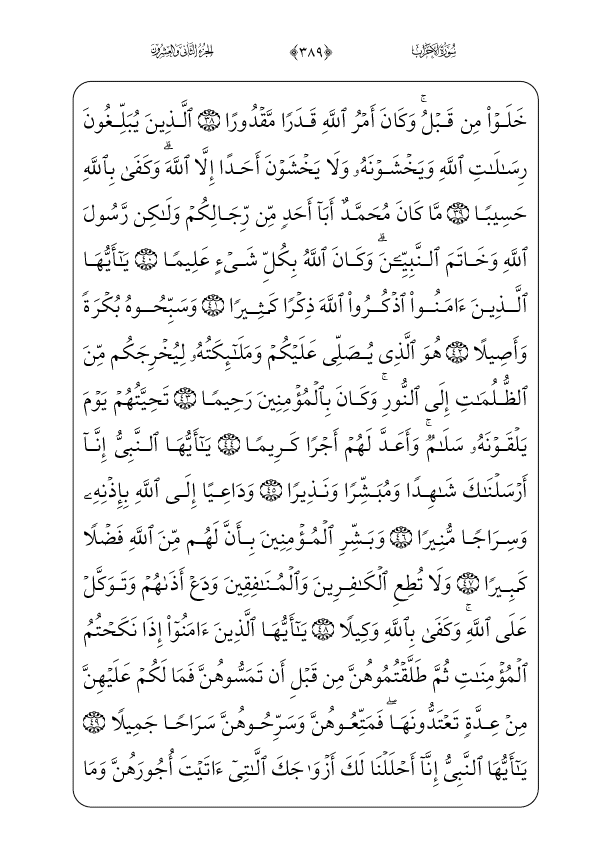 سُورَةُ الأَحْزَابِ ﴿٣٨٩﴾ الجُزْءُ الثَّانِي وَالعِشْرُونَ
خَلَوۡاْ مِن قَبۡلُۚ وَكَانَ أَمۡرُ ٱللَّهِ قَدَرٗا مَّقۡدُورًا ٣٨ ٱلَّذِينَ يُبَلِّغُونَ
رِسَٰلَٰتِ ٱللَّهِ وَيَخۡشَوۡنَهُۥ وَلَا يَخۡشَوۡنَ أَحَدًا إِلَّا ٱللَّهَۗ وَكَفَىٰ بِٱللَّهِ
حَسِيبٗا ٣٩ مَّا كَانَ مُحَمَّدٌ أَبَآ أَحَدٖ مِّن رِّجَالِكُمۡ وَلَٰكِن رَّسُولَ
ٱللَّهِ وَخَاتَمَ ٱلنَّبِيِّـۧنَۗ وَكَانَ ٱللَّهُ بِكُلِّ شَيۡءٍ عَلِيمٗا ٤٠ يَٰٓأَيُّهَا
ٱلَّذِينَ ءَامَنُواْ ٱذۡكُرُواْ ٱللَّهَ ذِكۡرٗا كَثِيرٗا ٤١ وَسَبِّحُوهُ بُكۡرَةٗ
وَأَصِيلًا ٤٢ هُوَ ٱلَّذِي يُصَلِّي عَلَيۡكُمۡ وَمَلَٰٓئِكَتُهُۥ لِيُخۡرِجَكُم مِّنَ
ٱلظُّلُمَٰتِ إِلَى ٱلنُّورِۚ وَكَانَ بِٱلۡمُؤۡمِنِينَ رَحِيمٗا ٤٣ تَحِيَّتُهُمۡ يَوۡمَ
يَلۡقَوۡنَهُۥ سَلَٰمٞۚ وَأَعَدَّ لَهُمۡ أَجۡرٗا كَرِيمٗا ٤٤ يَٰٓأَيُّهَا ٱلنَّبِيُّ إِنَّآ
أَرۡسَلۡنَٰكَ شَٰهِدٗا وَمُبَشِّرٗا وَنَذِيرٗا ٤٥ وَدَاعِيًا إِلَى ٱللَّهِ بِإِذۡنِهِۦ
وَسِرَاجٗا مُّنِيرٗا ٤٦ وَبَشِّرِ ٱلۡمُؤۡمِنِينَ بِأَنَّ لَهُم مِّنَ ٱللَّهِ فَضۡلٗا
كَبِيرٗا ٤٧ وَلَا تُطِعِ ٱلۡكَٰفِرِينَ وَٱلۡمُنَٰفِقِينَ وَدَعۡ أَذَىٰهُمۡ وَتَوَكَّلۡ
عَلَى ٱللَّهِۚ وَكَفَىٰ بِٱللَّهِ وَكِيلٗا ٤٨ يَٰٓأَيُّهَا ٱلَّذِينَ ءَامَنُوٓاْ إِذَا نَكَحۡتُمُ
ٱلۡمُؤۡمِنَٰتِ ثُمَّ طَلَّقۡتُمُوهُنَّ مِن قَبۡلِ أَن تَمَسُّوهُنَّ فَمَا لَكُمۡ عَلَيۡهِنَّ
مِنۡ عِدَّةٖ تَعۡتَدُّونَهَاۖ فَمَتِّعُوهُنَّ وَسَرِّحُوهُنَّ سَرَاحٗا جَمِيلٗا ٤٩
يَٰٓأَيُّهَا ٱلنَّبِيُّ إِنَّآ أَحۡلَلۡنَا لَكَ أَزۡوَٰجَكَ ٱلَّٰتِيٓ ءَاتَيۡتَ أُجُورَهُنَّ وَمَا